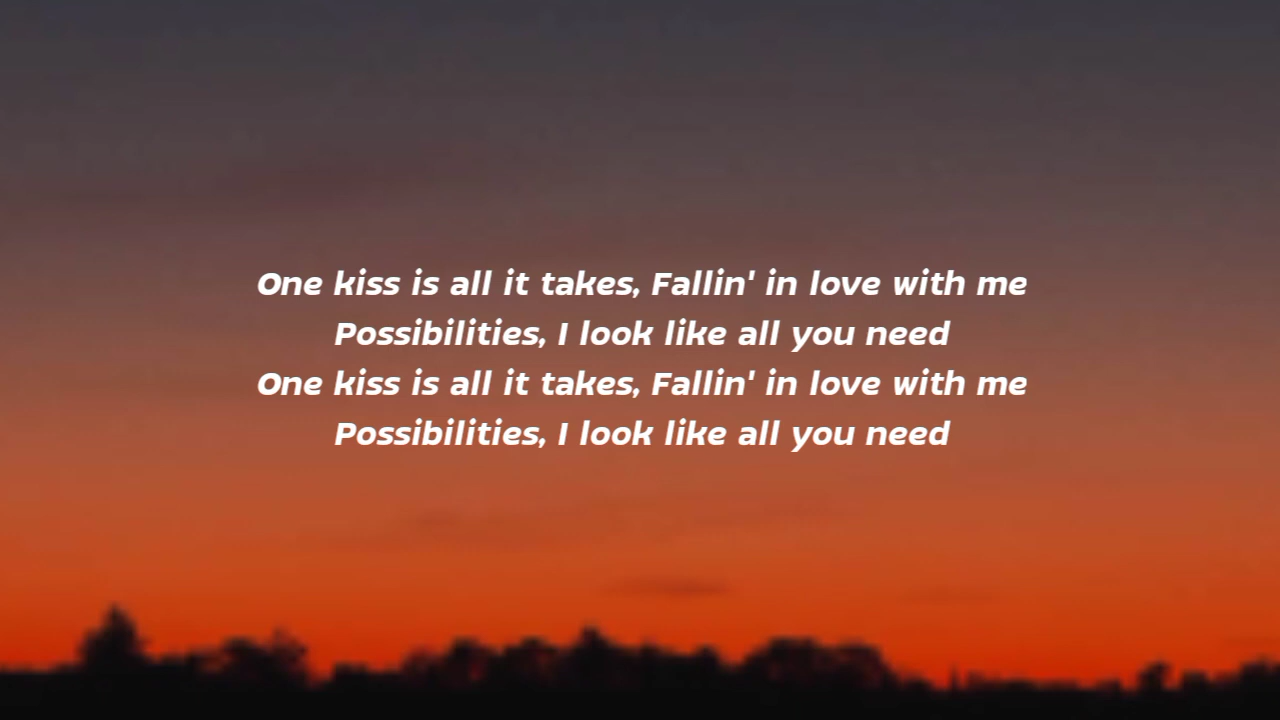 One kiss is all it takes, Fallin' in love with me
Possibilities, I look like all you need
One kiss is all it takes, Fallin' in love with me
Possibilities, I look like all you need